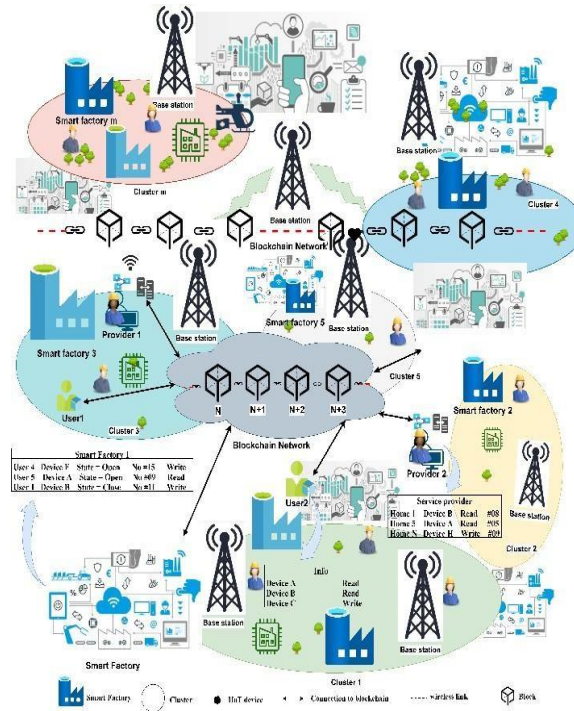 Base station
Smart factory m
Cluster m
Base station
Base station
Cluster 4
Blockchain Network
Provider 1
Base station
Smart factory 5
Base station
Smart factory 3
Cluster 5
User1
Cluster 3
N N+1 N+2 N+3
Blockchain Network
Smart factory 2
Provider 2
Smart Factory 1
User 4 Device F State = Open No #15 Write
User 5 Device A State = Open No #09 Read
User 1 Device B State = Close No #11 Write
User2
Service provider
Home 1 Device B Read #08
Home 3 Device A Read #05
Home N Device H Write #09
Base station
Cluster 2
Base station
Info
Device A Read
Device B Read
Device C Write
Base station
Smart Factory
Cluster 1
Smart Factory Cluster IIoT device Connection to blockchain wireless link Block